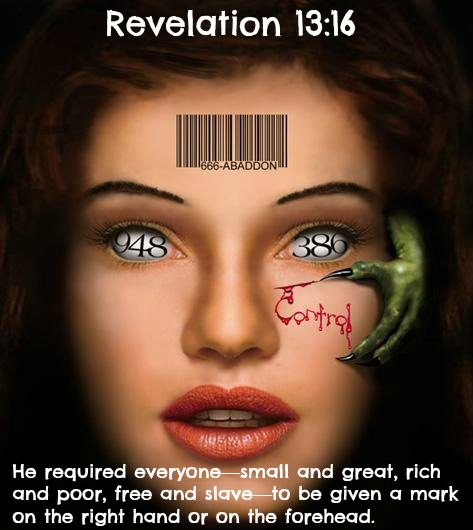 Revelation 13:16
666-ABADDON
948 386
Control
He required everyone—small and great, rich
and poor, free and slave—to be given a mark
on the right hand or on the forehead.